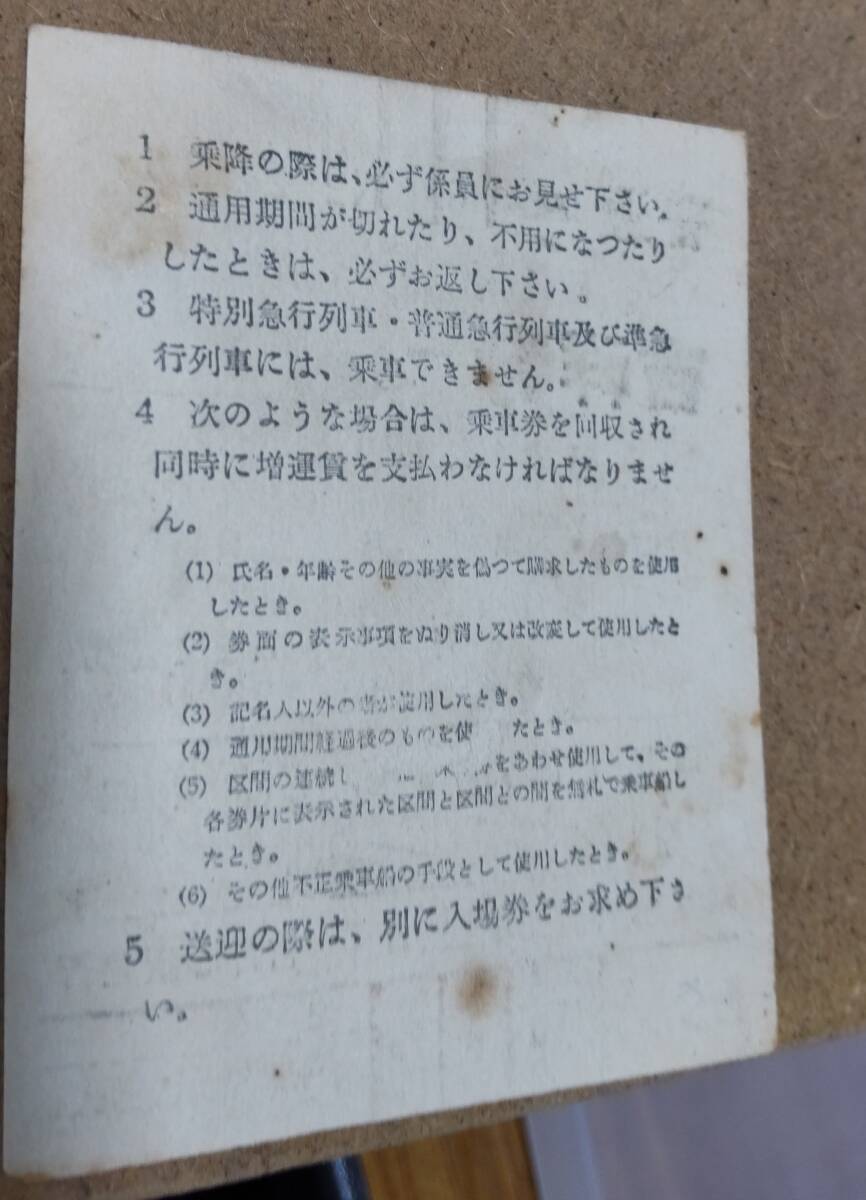 1 乗降の際は、必ず係員にお見せ下さい。
2 通用期間が切れたり、不用になつたり
したときは、必ずお返し下さい。
3 特別急行列車・普通急行列車及び準急
行列車には、乗車できません。
4 次のような場合は、乗車券を回収され
同時に増運賃を支払わなければなりませ
ん。
(1) 氏名・年齢その他の事実を偽つて購求したものを使用
したとき。
(2) 券面の表示事項をぬり消し又は改変して使用したと
き。
(3) 記名人以外の者が使用したとき。
(4) 通用期間経過後のものを使 たとき。
(5) 区間の連続し をあわせ使用して、その
各券片に表示された区間と区間との間を無札で乗車船し
たとき。
(6) その他不正乗車船の手段として使用したとき。
5 送迎の際は、別に入場券をお求め下さ
い。